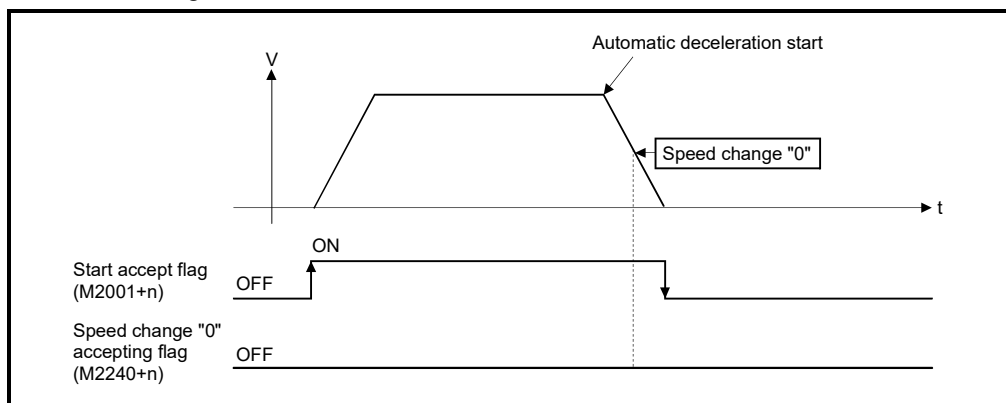 Automatic deceleration start
V
Speed change "0"
t
ON
Start accept flag
(M2001+n)
OFF
Speed change "0"
accepting flag
(M2240+n)
OFF